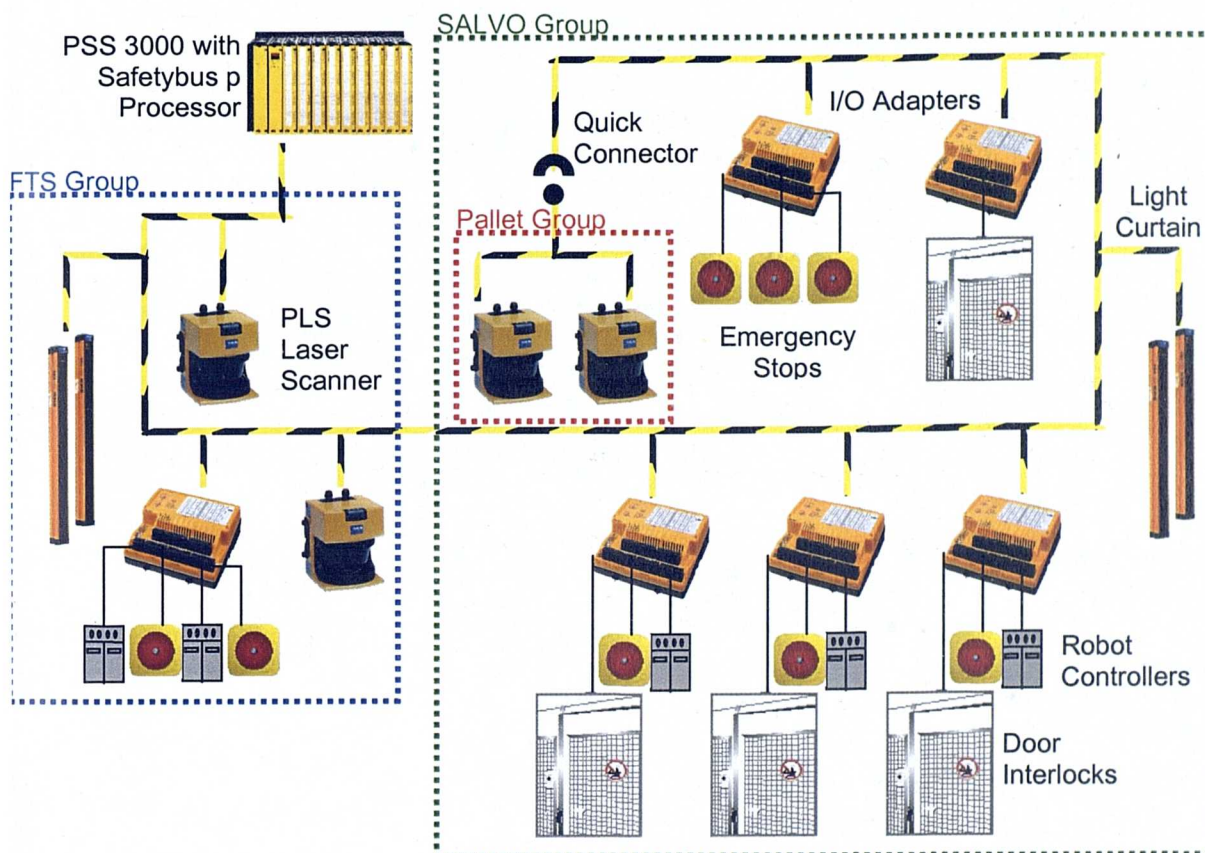 SALVO Group
PSS 3000 with
Safetybus p
Processor
Quick
Connector
I/O Adapters
FTS Group
Pallet Group
Light
Curtain
PLS
Laser
Scanner
Emergency
Stops
Robot
Controllers
Door
Interlocks